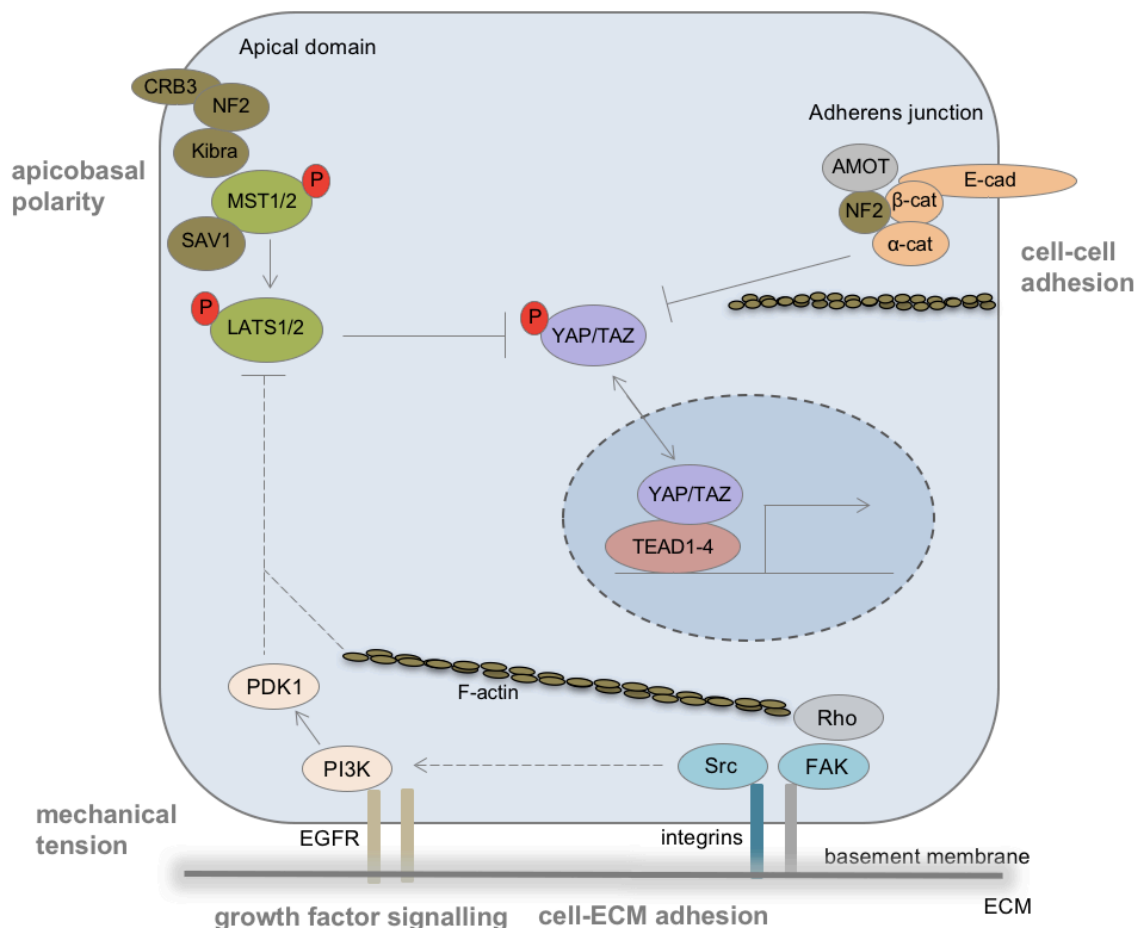 Apical domain
CRB3
NF2
Kibra
apicobasal
polarity
P
MST1/2
SAV1
P
LATS1/2
Adherens junction
AMOT
E-cad
β-cat
NF2
α-cat
cell-cell
adhesion
P
YAP/TAZ
YAP/TAZ
TEAD1-4
F-actin
PDK1
PI3K
Rho
Src
FAK
mechanical
tension
EGFR
integrins
basement membrane
ECM
growth factor signalling
cell-ECM adhesion